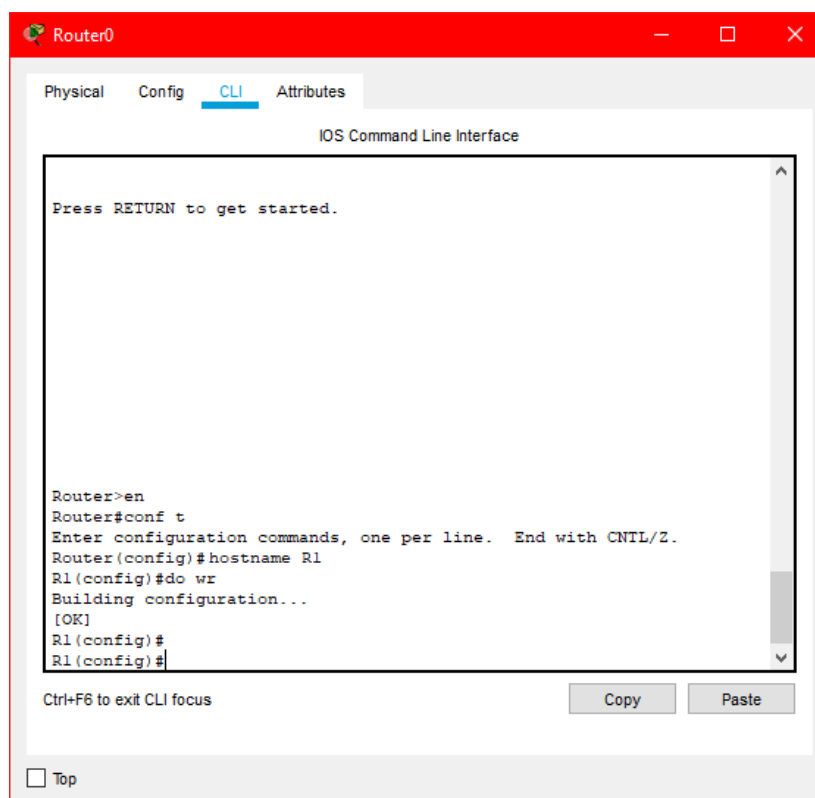 Router0
Physical Config CLI Attributes
IOS Command Line Interface
Press RETURN to get started.
Router>en
Router#conf t
Enter configuration commands, one per line.  End with CNTL/Z.
Router(config)#hostname R1
R1(config)#do wr
Building configuration...
[OK]
R1(config)#
R1(config)#
Ctrl+F6 to exit CLI focus
Copy Paste
Top